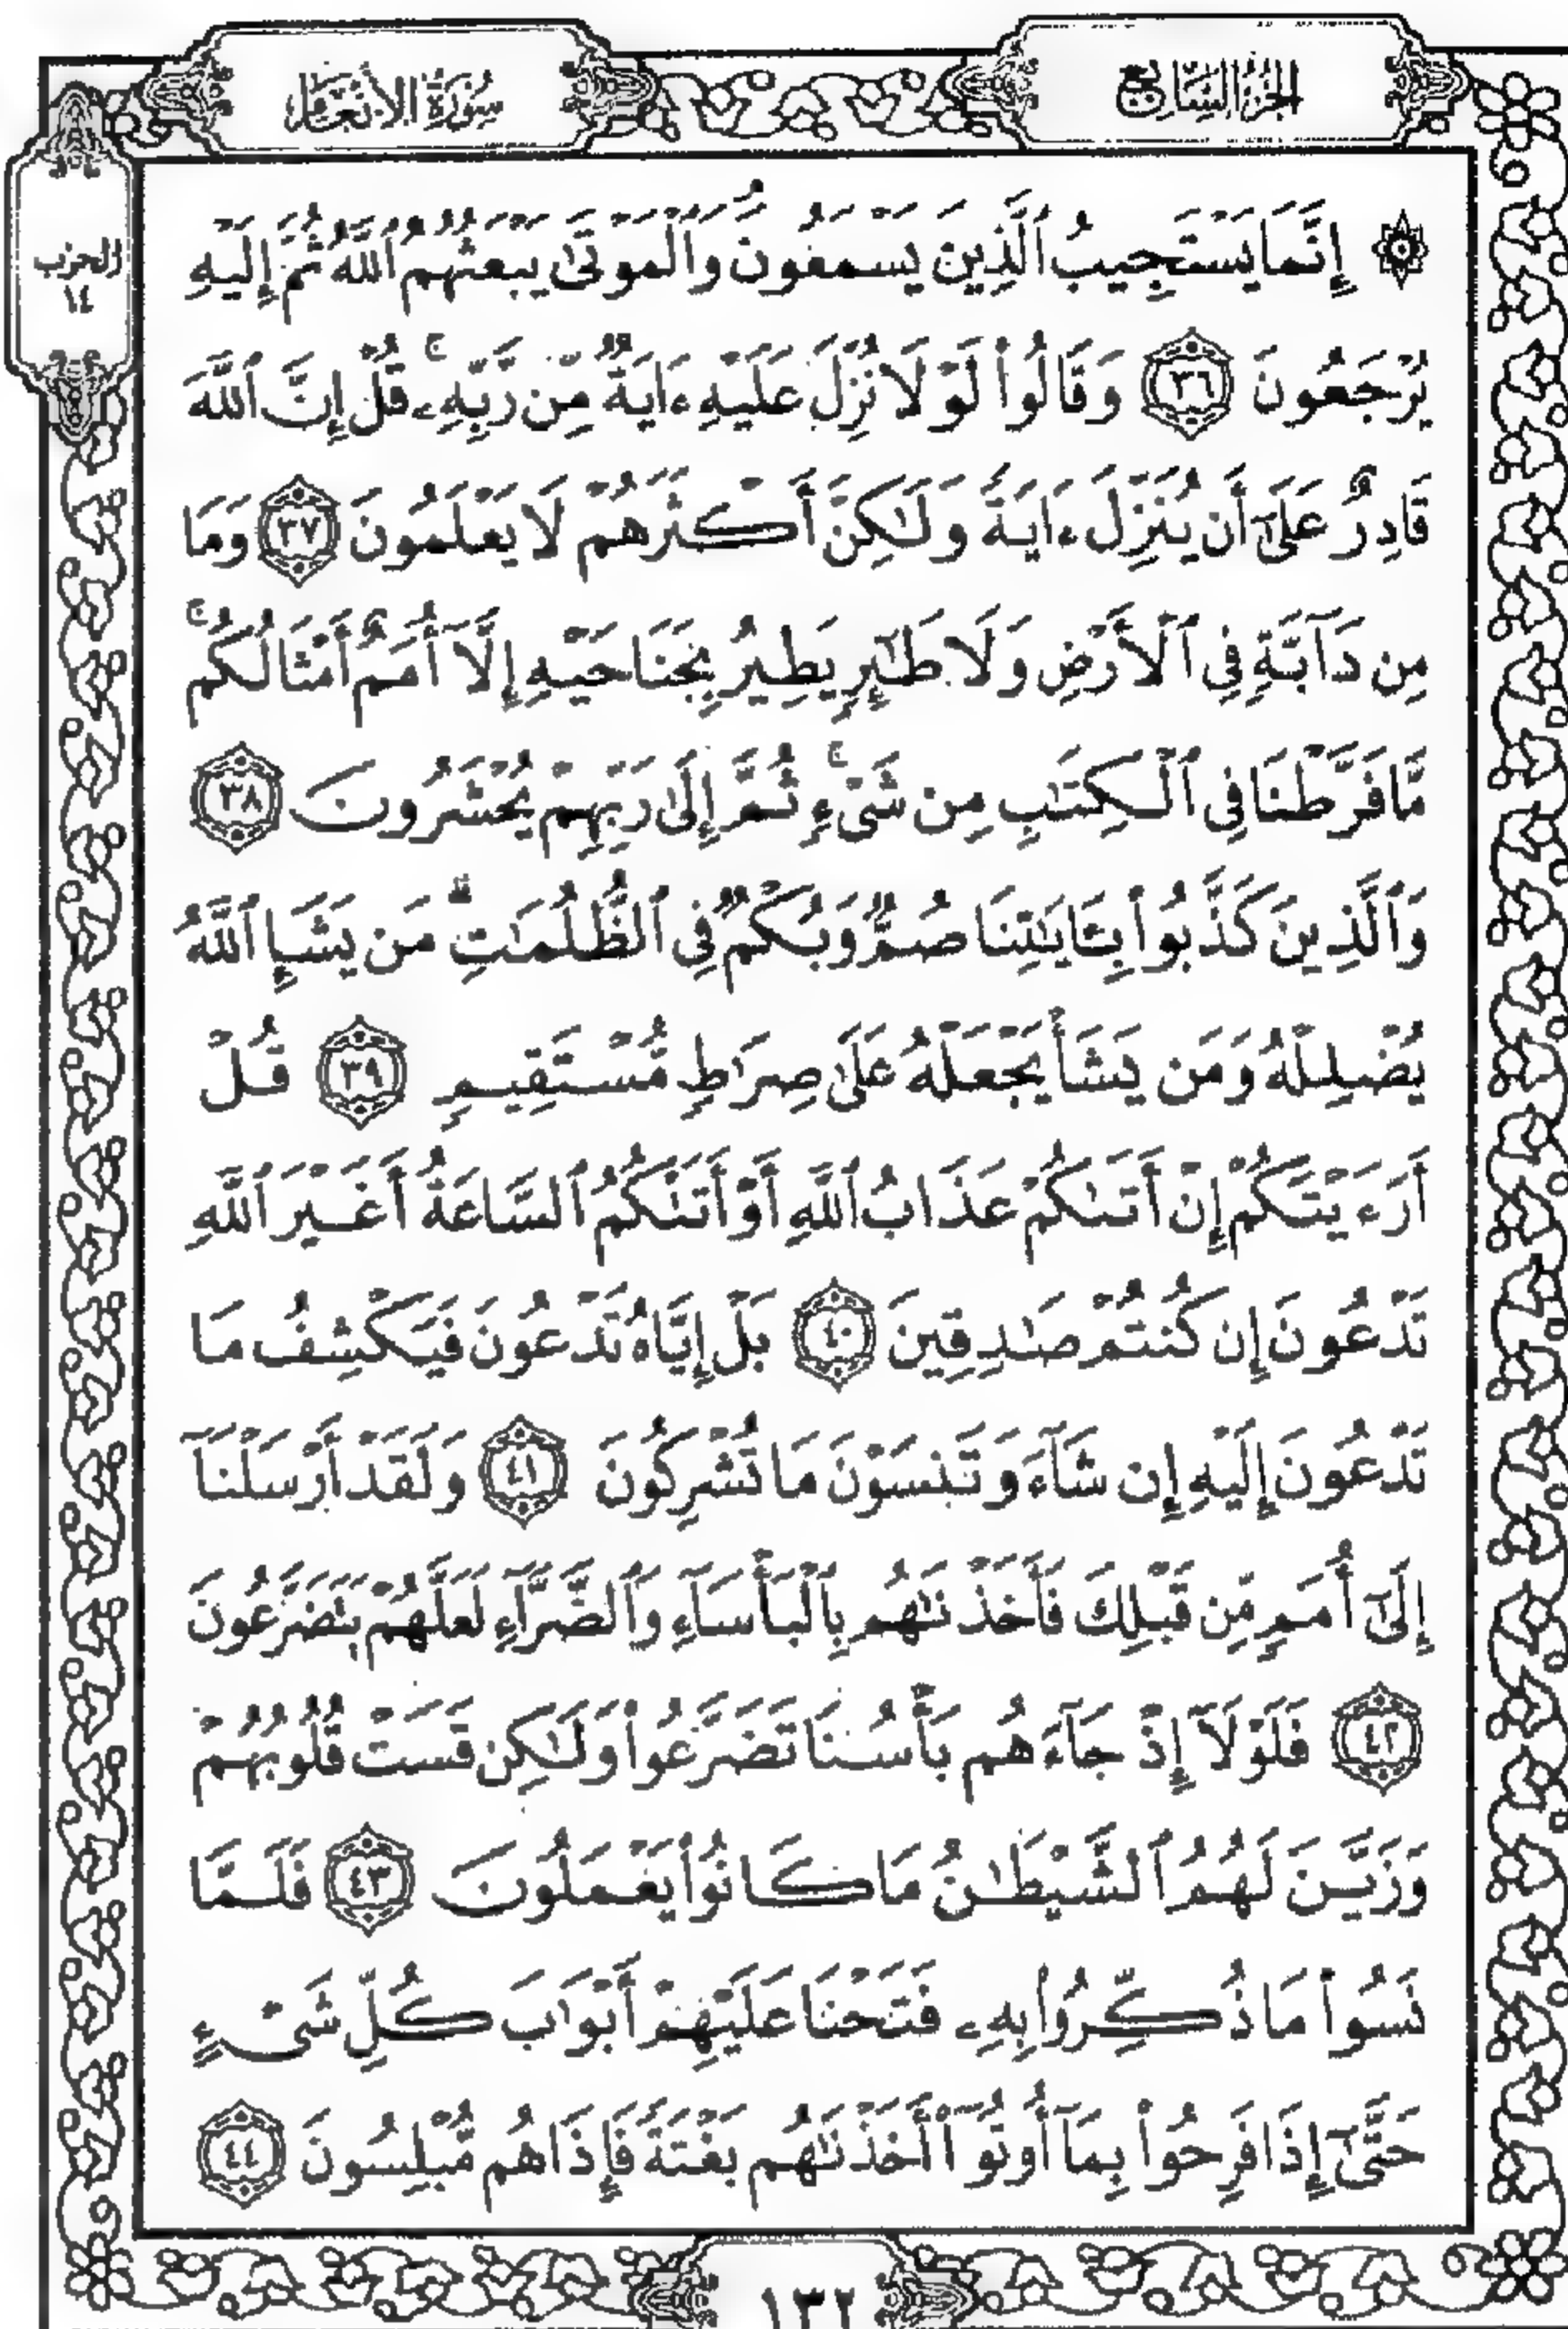 الجزء السابع
سورة الأنعام
الحزب
١٤
۞ إِنَّمَا يَسْتَجِيبُ ٱلَّذِينَ يَسْمَعُونَ ۘ وَٱلْمَوْتَىٰ يَبْعَثُهُمُ ٱللَّهُ ثُمَّ إِلَيْهِ
يُرْجَعُونَ ٣٦ وَقَالُوا۟ لَوْلَا نُزِّلَ عَلَيْهِ ءَايَةٌ مِّن رَّبِّهِۦ ۚ قُلْ إِنَّ ٱللَّهَ
قَادِرٌ عَلَىٰٓ أَن يُنَزِّلَ ءَايَةً وَلَـٰكِنَّ أَكْثَرَهُمْ لَا يَعْلَمُونَ ٣٧ وَمَا
مِن دَآبَّةٍ فِى ٱلْأَرْضِ وَلَا طَـٰٓئِرٍ يَطِيرُ بِجَنَاحَيْهِ إِلَّآ أُمَمٌ أَمْثَالُكُم ۚ
مَّا فَرَّطْنَا فِى ٱلْكِتَـٰبِ مِن شَىْءٍ ۚ ثُمَّ إِلَىٰ رَبِّهِمْ يُحْشَرُونَ ٣٨
وَٱلَّذِينَ كَذَّبُوا۟ بِـَٔايَـٰتِنَا صُمٌّ وَبُكْمٌ فِى ٱلظُّلُمَـٰتِ ۗ مَن يَشَإِ ٱللَّهُ
يُضْلِلْهُ وَمَن يَشَأْ يَجْعَلْهُ عَلَىٰ صِرَٰطٍ مُّسْتَقِيمٍ ٣٩ قُلْ
أَرَءَيْتَكُمْ إِنْ أَتَىٰكُمْ عَذَابُ ٱللَّهِ أَوْ أَتَتْكُمُ ٱلسَّاعَةُ أَغَيْرَ ٱللَّهِ
تَدْعُونَ إِن كُنتُمْ صَـٰدِقِينَ ٤٠ بَلْ إِيَّاهُ تَدْعُونَ فَيَكْشِفُ مَا
تَدْعُونَ إِلَيْهِ إِن شَآءَ وَتَنسَوْنَ مَا تُشْرِكُونَ ٤١ وَلَقَدْ أَرْسَلْنَآ
إِلَىٰٓ أُمَمٍ مِّن قَبْلِكَ فَأَخَذْنَـٰهُم بِٱلْبَأْسَآءِ وَٱلضَّرَّآءِ لَعَلَّهُمْ يَتَضَرَّعُونَ
٤٢ فَلَوْلَآ إِذْ جَآءَهُم بَأْسُنَا تَضَرَّعُوا۟ وَلَـٰكِن قَسَتْ قُلُوبُهُمْ
وَزَيَّنَ لَهُمُ ٱلشَّيْطَـٰنُ مَا كَانُوا۟ يَعْمَلُونَ ٤٣ فَلَمَّا
نَسُوا۟ مَا ذُكِّرُوا۟ بِهِۦ فَتَحْنَا عَلَيْهِمْ أَبْوَٰبَ كُلِّ شَىْءٍ
حَتَّىٰٓ إِذَا فَرِحُوا۟ بِمَآ أُوتُوٓا۟ أَخَذْنَـٰهُم بَغْتَةً فَإِذَا هُم مُّبْلِسُونَ ٤٤
١٣٢